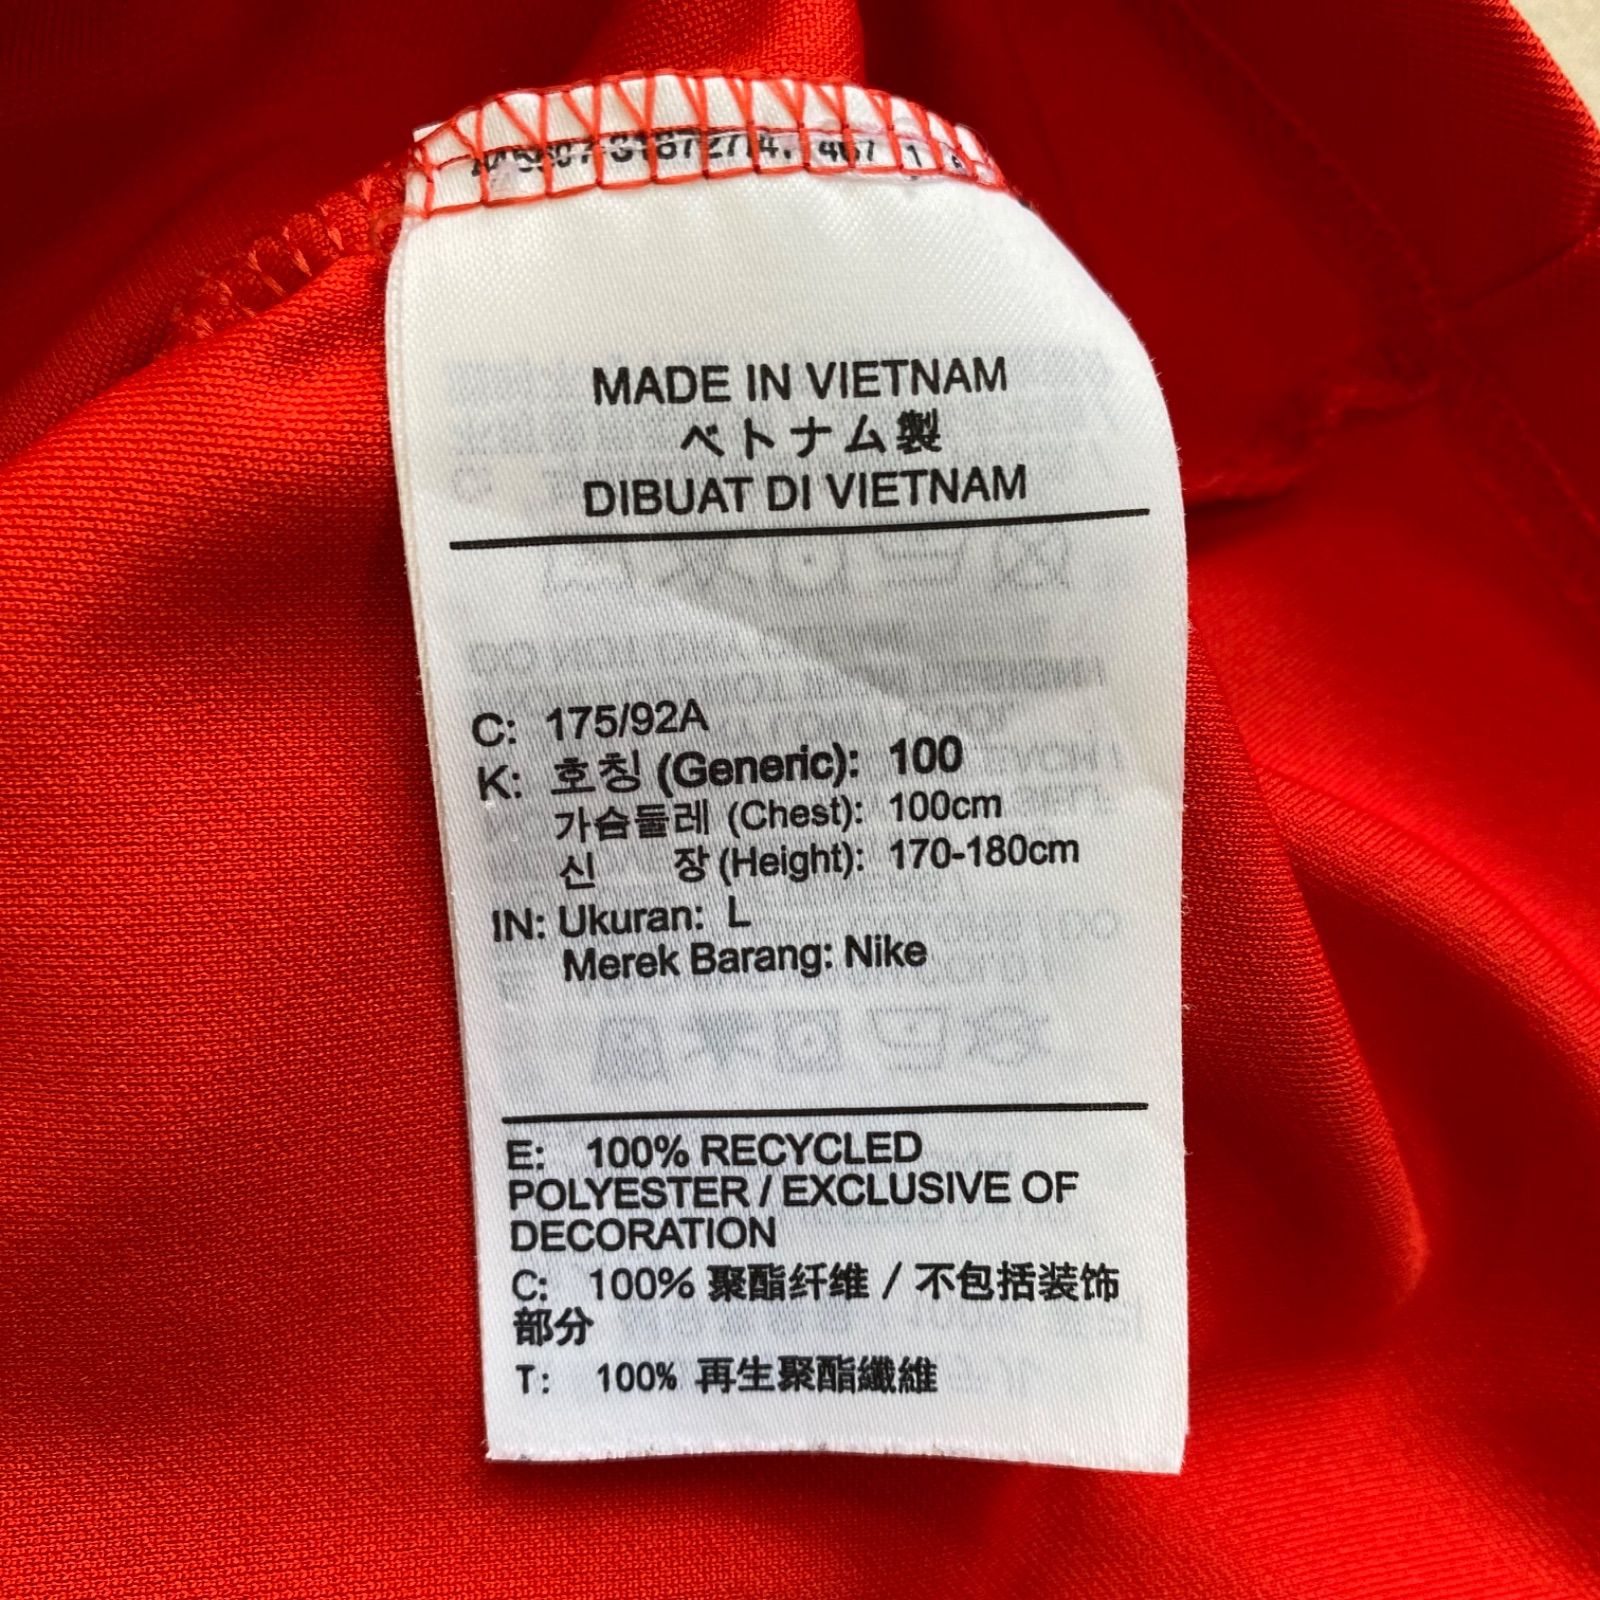 MADE IN VIETNAM
ベトナム製
DIBUAT DI VIETNAM
C: 175/92A
K: 호칭 (Generic): 100
가슴둘레 (Chest): 100cm
신 장 (Height): 170-180cm
IN: Ukuran: L
Merek Barang: Nike
E: 100% RECYCLED
POLYESTER / EXCLUSIVE OF
DECORATION
C: 100% 聚酯纤维 / 不包括装饰
部分
T: 100% 再生聚酯纖維